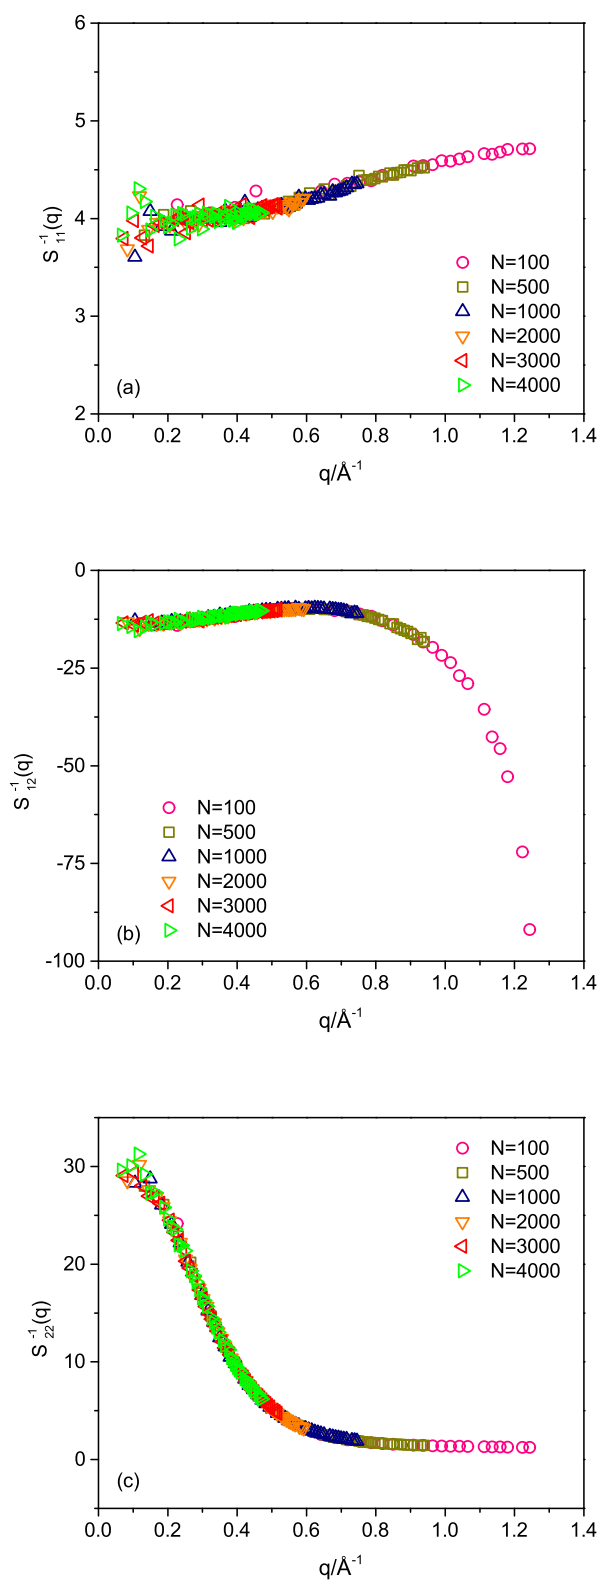 6
5
4
3
2
S⁻¹₁₁(q)
N=100
N=500
N=1000
N=2000
N=3000
N=4000
(a)
0.0 0.2 0.4 0.6 0.8 1.0 1.2 1.4
q/Å⁻¹
0
-25
-50
-75
-100
S⁻¹₁₂(q)
N=100
N=500
N=1000
N=2000
N=3000
N=4000
(b)
0.0 0.2 0.4 0.6 0.8 1.0 1.2 1.4
q/Å⁻¹
30
20
10
0
S⁻¹₂₂(q)
N=100
N=500
N=1000
N=2000
N=3000
N=4000
(c)
0.0 0.2 0.4 0.6 0.8 1.0 1.2 1.4
q/Å⁻¹